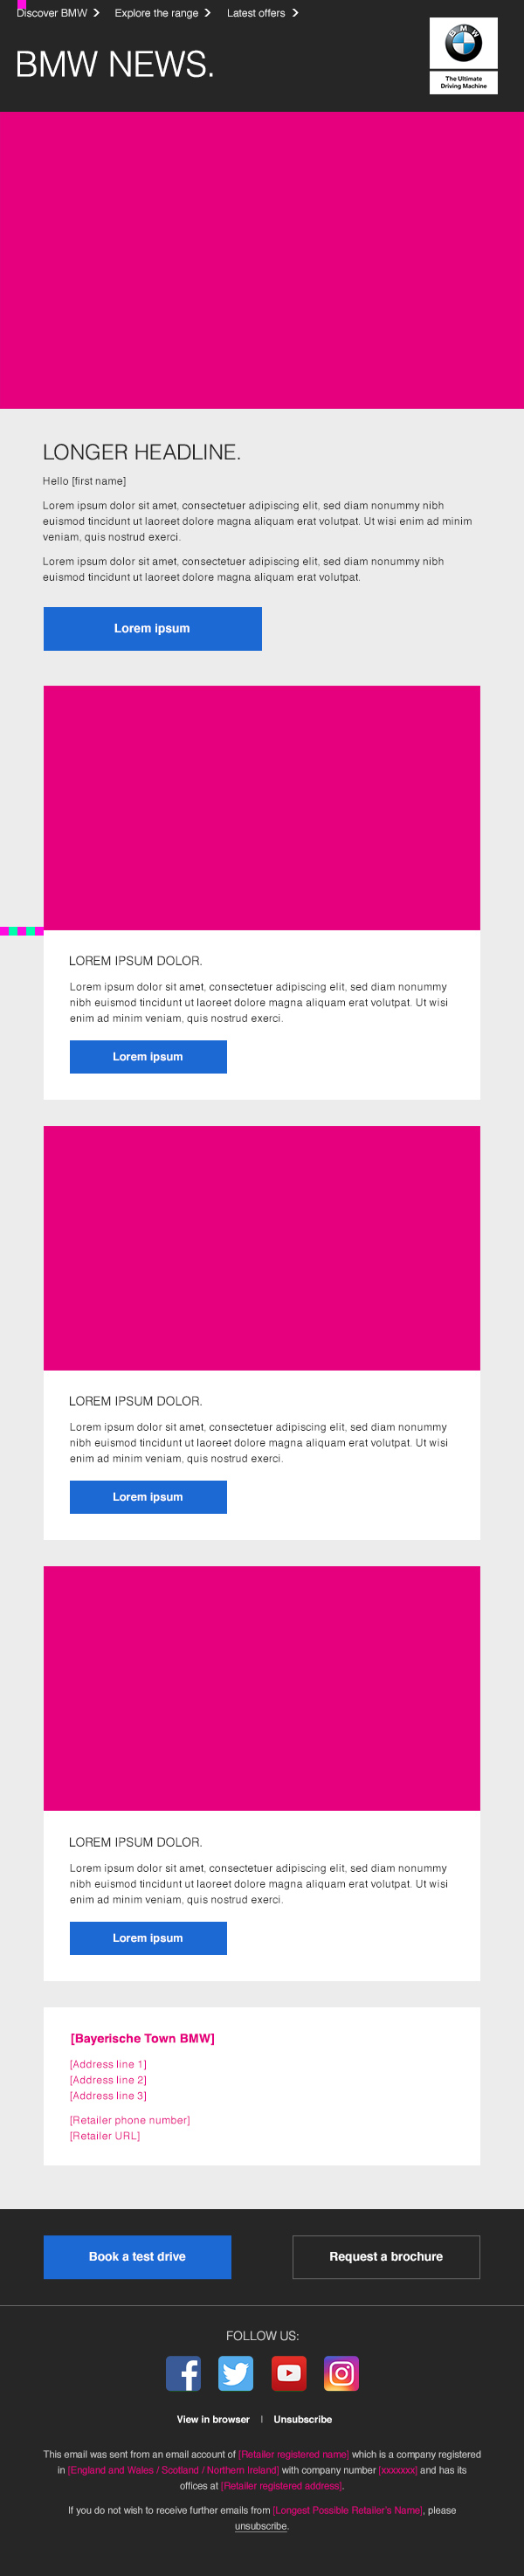 Discover BMW Explore the range Latest offers
BMW NEWS.
BMW
The Ultimate
Driving Machine
LONGER HEADLINE.
Hello [first name]
Lorem ipsum dolor sit amet, consectetuer adipiscing elit, sed diam nonummy nibh
euismod tincidunt ut laoreet dolore magna aliquam erat volutpat. Ut wisi enim ad minim
veniam, quis nostrud exerci.
Lorem ipsum dolor sit amet, consectetuer adipiscing elit, sed diam nonummy nibh
euismod tincidunt ut laoreet dolore magna aliquam erat volutpat.
Lorem ipsum
LOREM IPSUM DOLOR.
Lorem ipsum dolor sit amet, consectetuer adipiscing elit, sed diam nonummy
nibh euismod tincidunt ut laoreet dolore magna aliquam erat volutpat. Ut wisi
enim ad minim veniam, quis nostrud exerci.
Lorem ipsum
LOREM IPSUM DOLOR.
Lorem ipsum dolor sit amet, consectetuer adipiscing elit, sed diam nonummy
nibh euismod tincidunt ut laoreet dolore magna aliquam erat volutpat. Ut wisi
enim ad minim veniam, quis nostrud exerci.
Lorem ipsum
LOREM IPSUM DOLOR.
Lorem ipsum dolor sit amet, consectetuer adipiscing elit, sed diam nonummy
nibh euismod tincidunt ut laoreet dolore magna aliquam erat volutpat. Ut wisi
enim ad minim veniam, quis nostrud exerci.
Lorem ipsum
[Bayerische Town BMW]
[Address line 1]
[Address line 2]
[Address line 3]
[Retailer phone number]
[Retailer URL]
Book a test drive Request a brochure
FOLLOW US:
View in browser | Unsubscribe
This email was sent from an email account of [Retailer registered name] which is a company registered
in [England and Wales / Scotland / Northern Ireland] with company number [xxxxxxx] and has its
offices at [Retailer registered address].
If you do not wish to receive further emails from [Longest Possible Retailer's Name], please
unsubscribe.